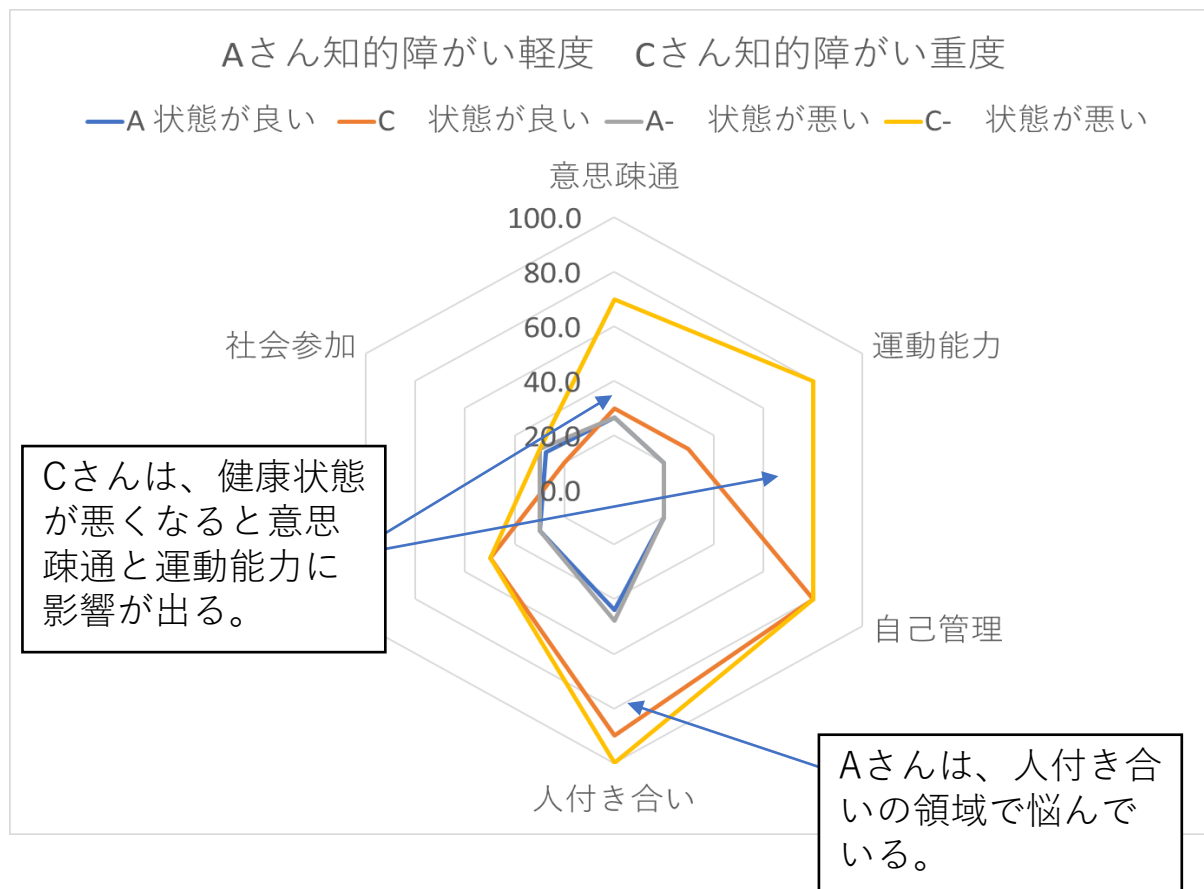 Aさん知的障がい軽度　Cさん知的障がい重度
A 状態が良い　C　状態が良い　A-　状態が悪い　C-　状態が悪い
意思疎通
100.0
80.0
社会参加
60.0
運動能力
40.0
20.0
0.0
Cさんは、健康状態
が悪くなると意思
疎通と運動能力に
影響が出る。
自己管理
人付き合い
Aさんは、人付き合
いの領域で悩んで
いる。